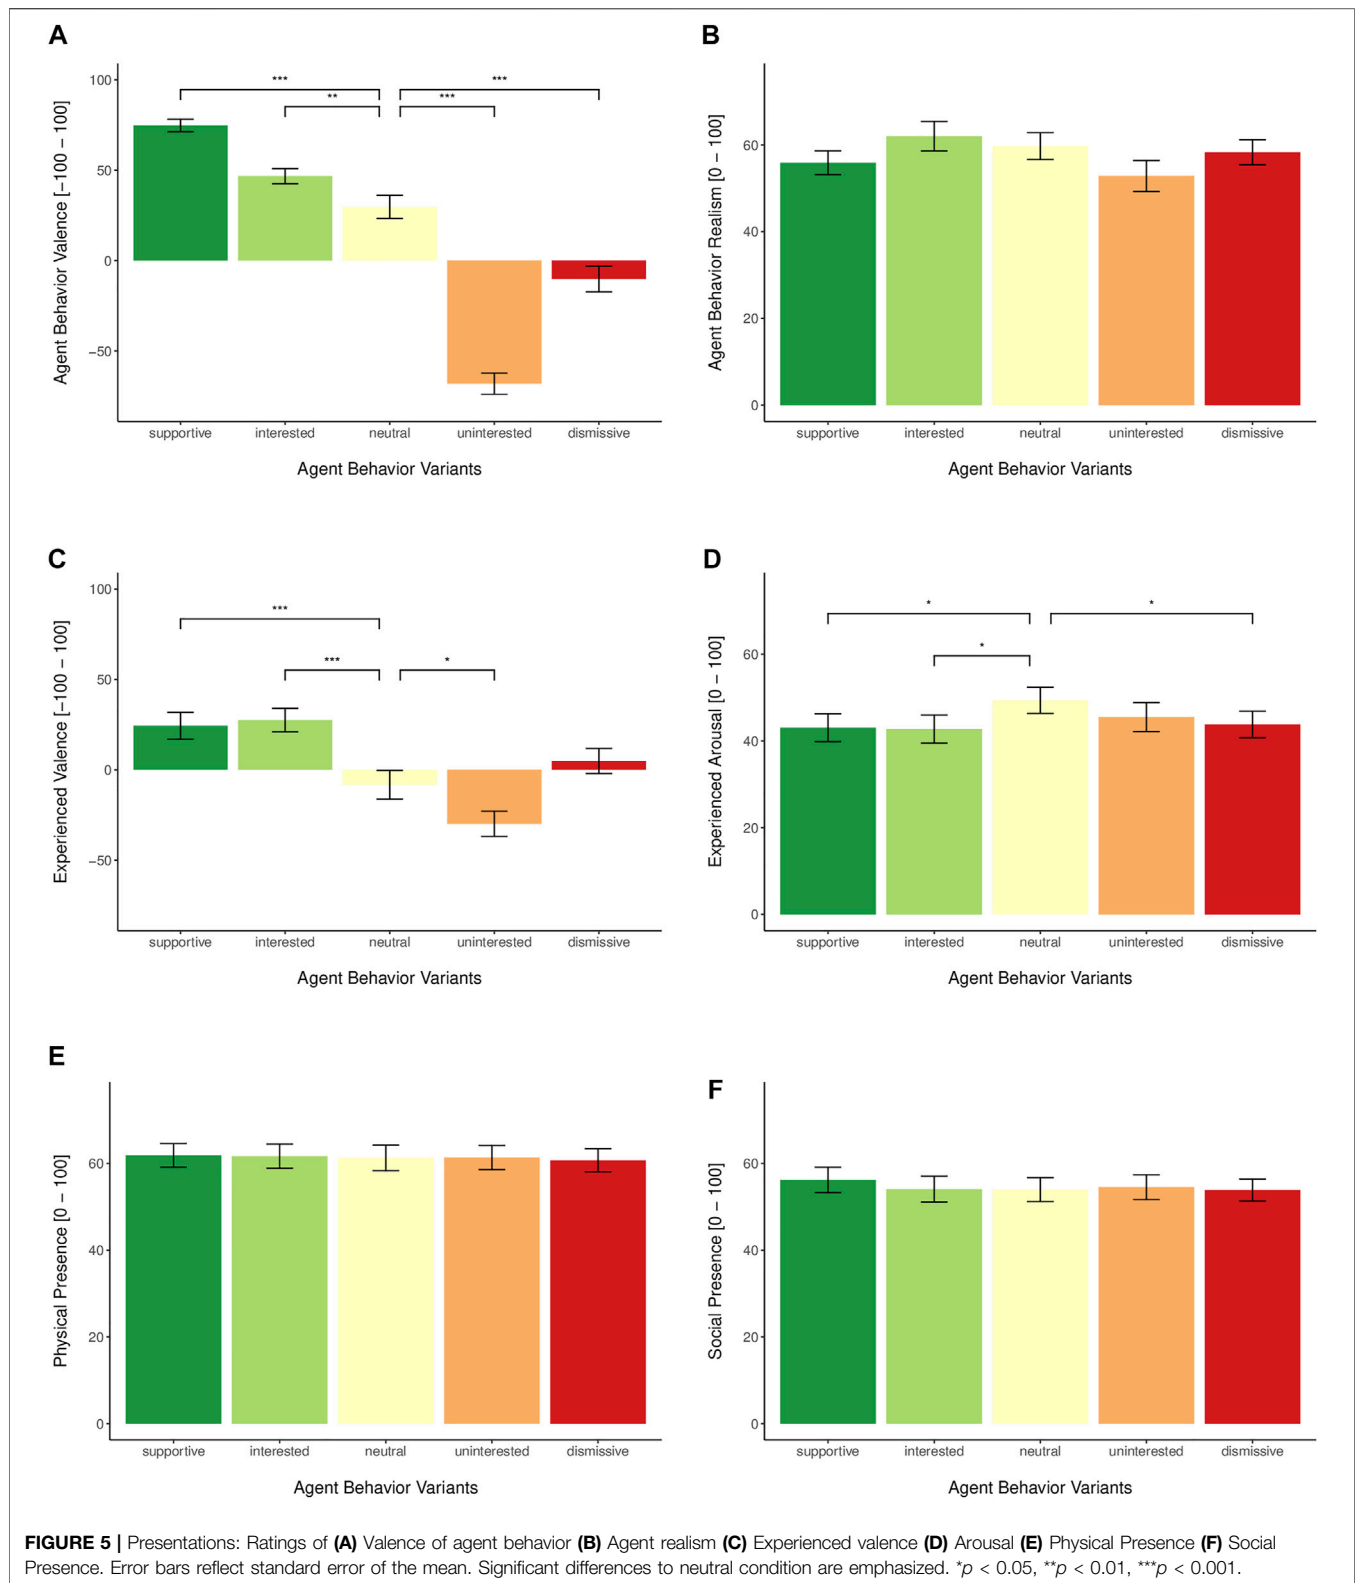 A
Agent Behavior Valence [−100 − 100]
100
50
0
−50
***
**
***
***
supportive interested neutral uninterested dismissive
Agent Behavior Variants
B
Agent Behavior Realism [0 − 100]
60
40
20
0
supportive interested neutral uninterested dismissive
Agent Behavior Variants
C
Experienced Valence [−100 − 100]
100
50
0
−50
***
***
*
supportive interested neutral uninterested dismissive
Agent Behavior Variants
D
Experienced Arousal [0 − 100]
60
40
20
0
*
*
*
supportive interested neutral uninterested dismissive
Agent Behavior Variants
E
Physical Presence [0 − 100]
60
40
20
0
supportive interested neutral uninterested dismissive
Agent Behavior Variants
F
Social Presence [0 − 100]
60
40
20
0
supportive interested neutral uninterested dismissive
Agent Behavior Variants
FIGURE 5 | Presentations: Ratings of (A) Valence of agent behavior (B) Agent realism (C) Experienced valence (D) Arousal (E) Physical Presence (F) Social
Presence. Error bars reflect standard error of the mean. Significant differences to neutral condition are emphasized. *p < 0.05, **p < 0.01, ***p < 0.001.